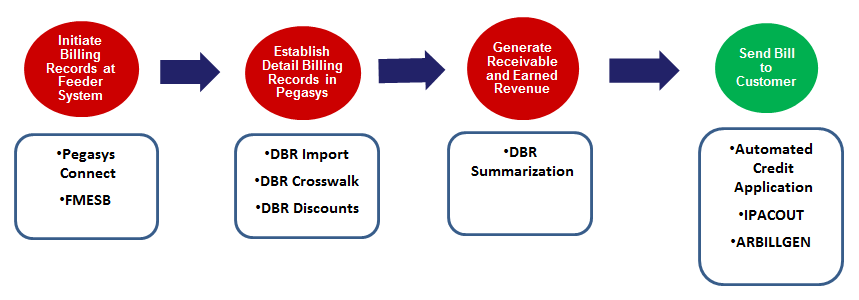 Initiate
Billing
Records at
Feeder
System
Establish
Detail Billing
Records in
Pegasys
Generate
Receivable
and Earned
Revenue
Send Bill
to
Customer
•Pegasys
Connect
•FMESB
•DBR Import
•DBR Crosswalk
•DBR Discounts
•DBR
Summarization
•Automated
Credit
Application
•IPACOUT
•ARBILLGEN